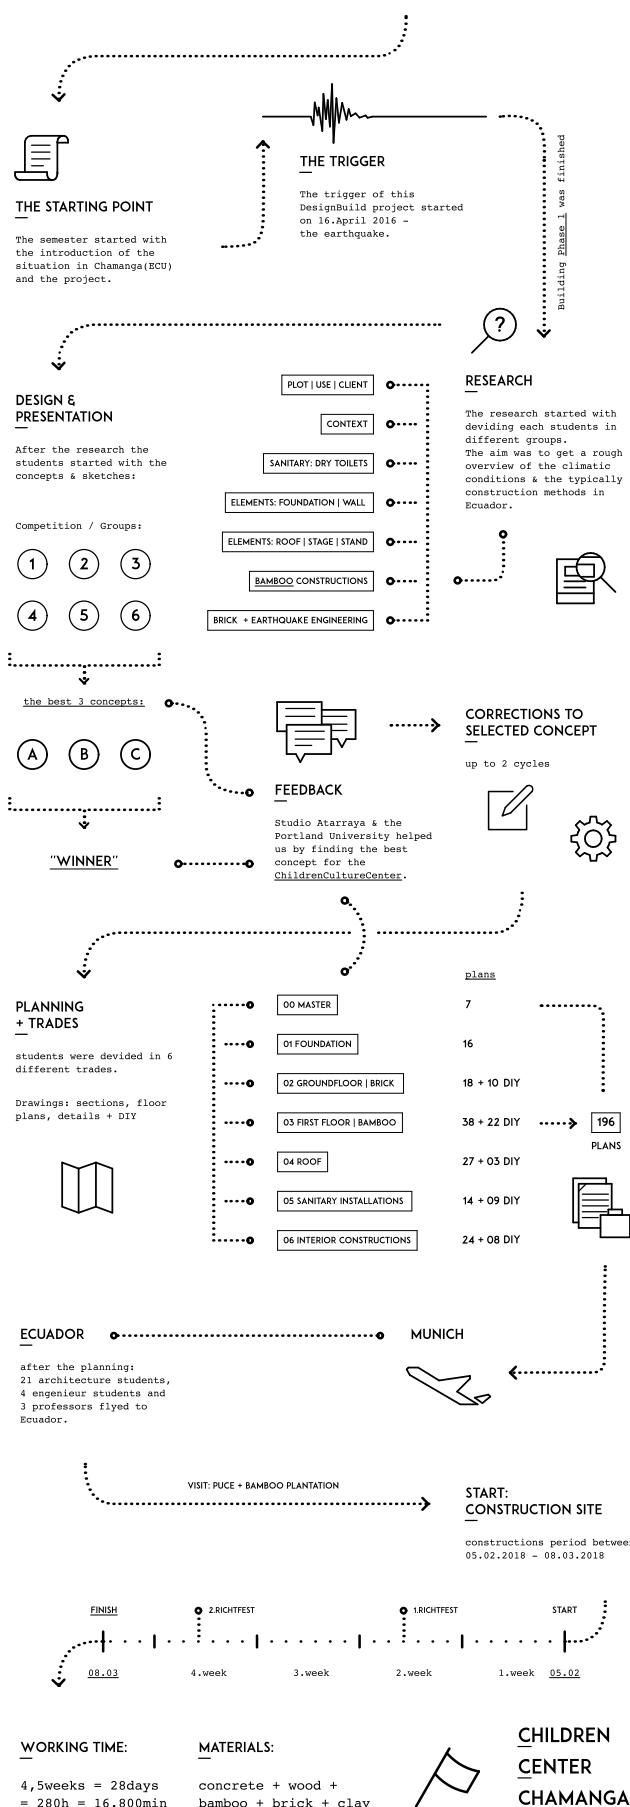 THE TRIGGER
The trigger of this
DesignBuild project started
on 16.April 2016 -
the earthquake.
Building Phase 1 was finished
THE STARTING POINT
The semester started with
the introduction of the
situation in Chamanga(ECU)
and the project.
?
RESEARCH
The research started with
deviding each students in
different groups.
The aim was to get a rough
overview of the climatic
conditions & the typically
construction methods in
Ecuador.
PLOT | USE | CLIENT
CONTEXT
SANITARY: DRY TOILETS
ELEMENTS: FOUNDATION | WALL
ELEMENTS: ROOF | STAGE | STAND
BAMBOO CONSTRUCTIONS
BRICK + EARTHQUAKE ENGINEERING
DESIGN &
PRESENTATION
After the research the
students started with the
concepts & sketches:
Competition / Groups:
1 2 3
4 5 6
the best 3 concepts:
A B C
"WINNER"
FEEDBACK
Studio Atarraya & the
Portland University helped
us by finding the best
concept for the
ChildrenCultureCenter.
CORRECTIONS TO
SELECTED CONCEPT
up to 2 cycles
PLANNING
+ TRADES
students were devided in 6
different trades.
Drawings: sections, floor
plans, details + DIY
plans
00 MASTER 7
01 FOUNDATION 16
02 GROUNDFLOOR | BRICK 18 + 10 DIY
03 FIRST FLOOR | BAMBOO 38 + 22 DIY
04 ROOF 27 + 03 DIY
05 SANITARY INSTALLATIONS 14 + 09 DIY
06 INTERIOR CONSTRUCTIONS 24 + 08 DIY
196
PLANS
ECUADOR
MUNICH
after the planning:
21 architecture students,
4 engenieur students and
3 professors flyed to
Ecuador.
VISIT: PUCE + BAMBOO PLANTATION
START:
CONSTRUCTION SITE
constructions period betwee
05.02.2018 - 08.03.2018
FINISH 2.RICHTFEST 1.RICHTFEST START
08.03 4.week 3.week 2.week 1.week 05.02
WORKING TIME:
4,5weeks = 28days
= 280h = 16.800min
MATERIALS:
concrete + wood +
bamboo + brick + clay
CHILDREN
CENTER
CHAMANGA